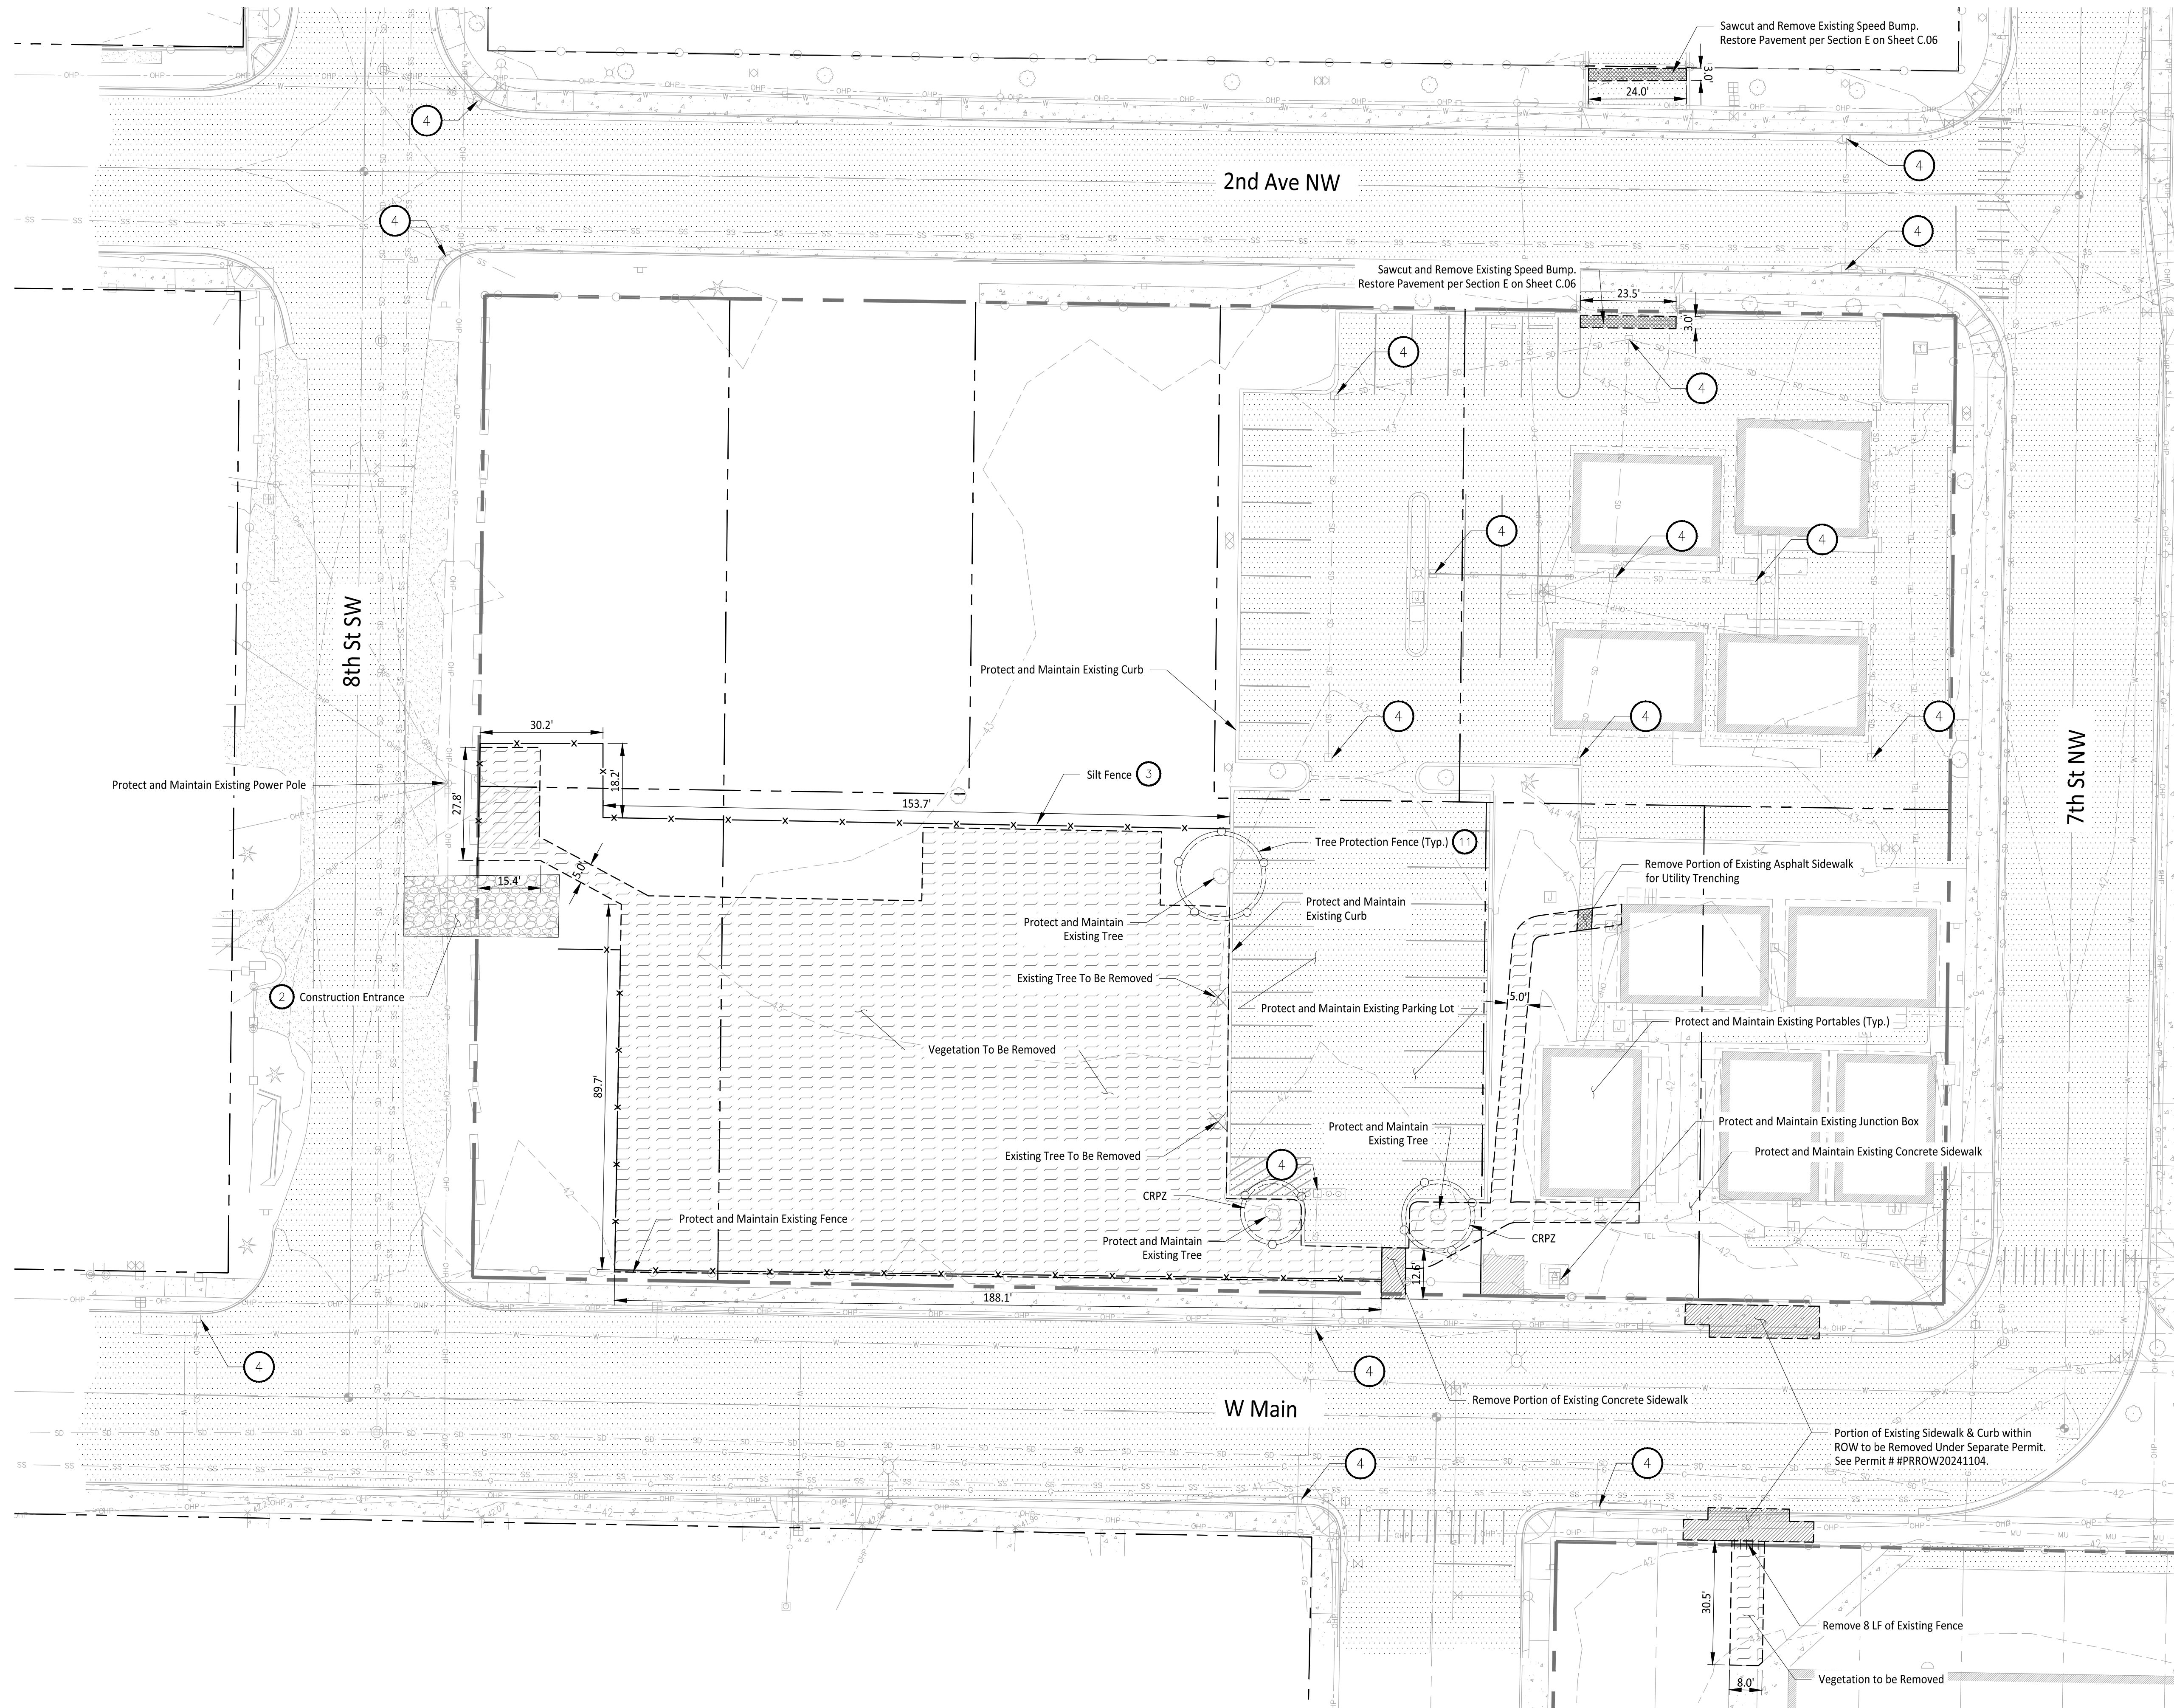 Sawcut and Remove Existing Speed Bump.
Restore Pavement per Section E on Sheet C.06
3.0'
24.0'
4
4
2nd Ave NW
4
4
Sawcut and Remove Existing Speed Bump.
Restore Pavement per Section E on Sheet C.06
23.5'
3.0'
4
4
4
4
4
8th St SW
Protect and Maintain Existing Curb
4
4
4
7th St NW
30.2'
18.2'
27.8'
Protect and Maintain Existing Power Pole
Silt Fence 3
153.7'
Tree Protection Fence (Typ.) 11
Remove Portion of Existing Asphalt Sidewalk
for Utility Trenching
15.4'
5.0'
Protect and Maintain
Existing Curb
Protect and Maintain
Existing Tree
Existing Tree To Be Removed
2 Construction Entrance
Protect and Maintain Existing Parking Lot
5.0'
Protect and Maintain Existing Portables (Typ.)
Vegetation To Be Removed
89.7'
Protect and Maintain
Existing Tree
Protect and Maintain Existing Junction Box
Existing Tree To Be Removed
4
Protect and Maintain Existing Concrete Sidewalk
CRPZ
Protect and Maintain Existing Fence
Protect and Maintain
Existing Tree
CRPZ
12.6'
188.1'
4
4
W Main
Remove Portion of Existing Concrete Sidewalk
Portion of Existing Sidewalk & Curb within
ROW to be Removed Under Separate Permit.
See Permit # #PRROW20241104.
4
4
30.5'
Remove 8 LF of Existing Fence
Vegetation to be Removed
8.0'